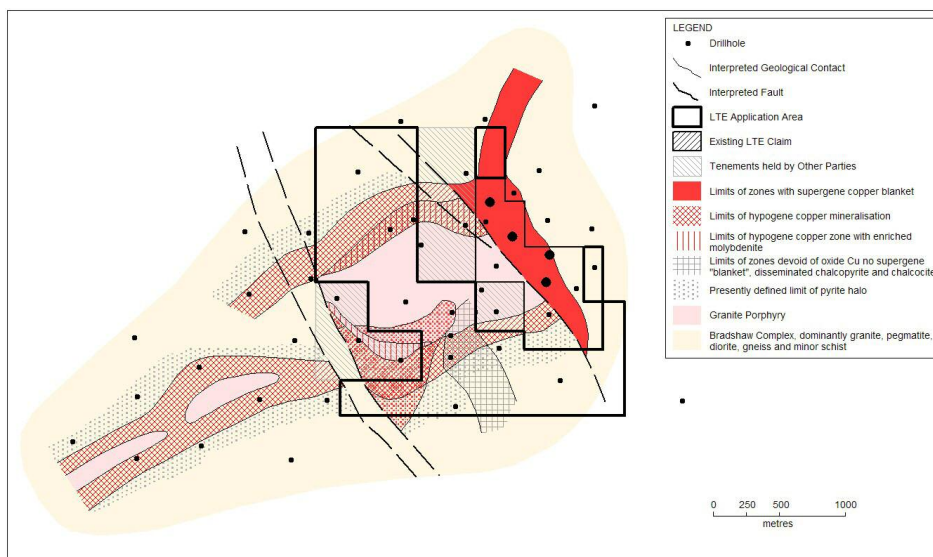 LEGEND
Drillhole
Interpreted Geological Contact
Interpreted Fault
LTE Application Area
Existing LTE Claim
Tenements held by Other Parties
Limits of zones with supergene copper blanket
Limits of hypogene copper mineralisation
Limits of hypogene copper zone with enriched
molybdenite
Limits of zones devoid of oxide Cu no supergene
"blanket", disseminated chalcopyrite and chalcocite
Presently defined limit of pyrite halo
Granite Porphyry
Bradshaw Complex, dominantly granite, pegmatite,
diorite, gneiss and minor schist
0 250 500 1000
metres